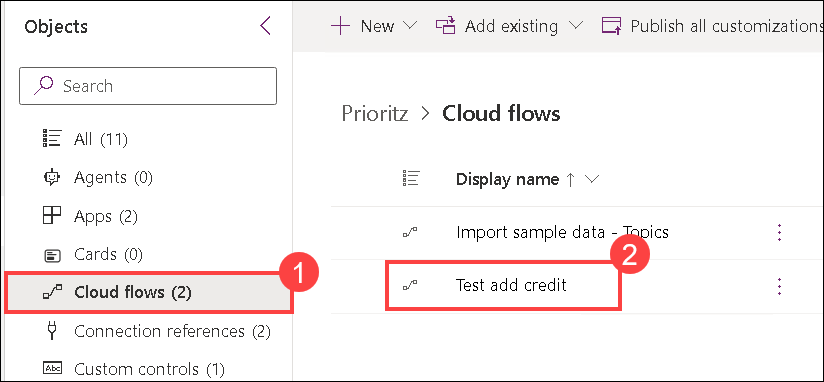 Objects
Search
All (11)
Agents (0)
Apps (2)
Cards (0)
Cloud flows (2)
1
Connection references (2)
Abc
Custom controls (1)
New
Add existing
Publish all customizations
Prioritz > Cloud flows
Display name ↑
Import sample data - Topics
2
Test add credit